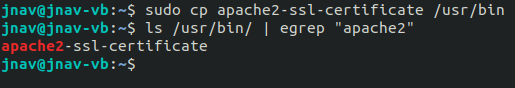 jnav@jnav-vb:~$ sudo cp apache2-ssl-certificate /usr/bin
jnav@jnav-vb:~$ ls /usr/bin/ | egrep "apache2"
apache2-ssl-certificate
jnav@jnav-vb:~$